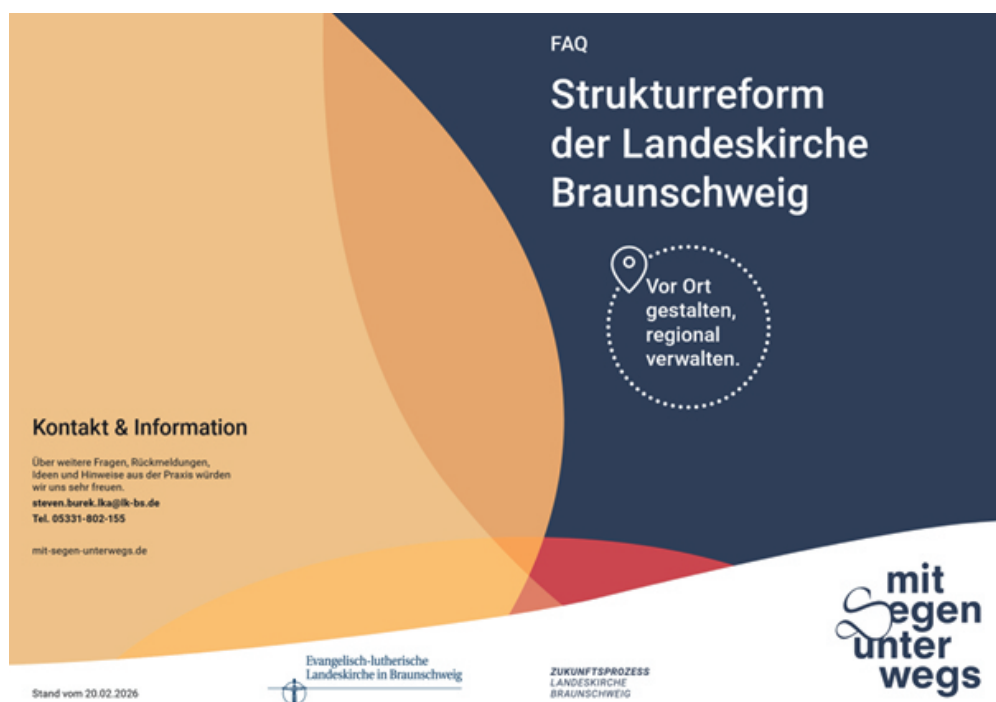 FAQ
Strukturreform
der Landeskirche
Braunschweig
Vor Ort
gestalten,
regional
verwalten.
Kontakt & Information
Über weitere Fragen, Rückmeldungen,
Ideen und Hinweise aus der Praxis würden
wir uns sehr freuen.
steven.burek.lka@lk-bs.de
Tel. 05331-802-155
mit-segen-unterwegs.de
Stand vom 20.02.2026
Evangelisch-lutherische
Landeskirche in Braunschweig
ZUKUNFTSPROZESS
LANDESKIRCHE
BRAUNSCHWEIG
mit
Segen
unter
wegs